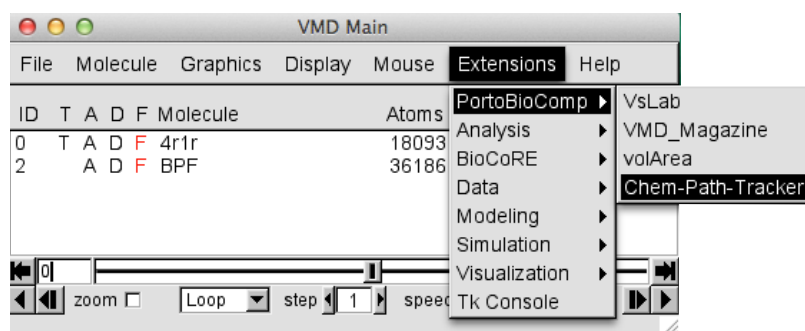 VMD Main
File Molecule Graphics Display Mouse Extensions Help
ID T A D F Molecule Atoms
0 T A D F 4r1r 18093
2 A D F BPF 36186
PortoBioComp
Analysis
BioCoRE
Data
Modeling
Simulation
Visualization
Tk Console
VsLab
VMD_Magazine
volArea
Chem-Path-Tracker
0
zoom Loop step 1 speed